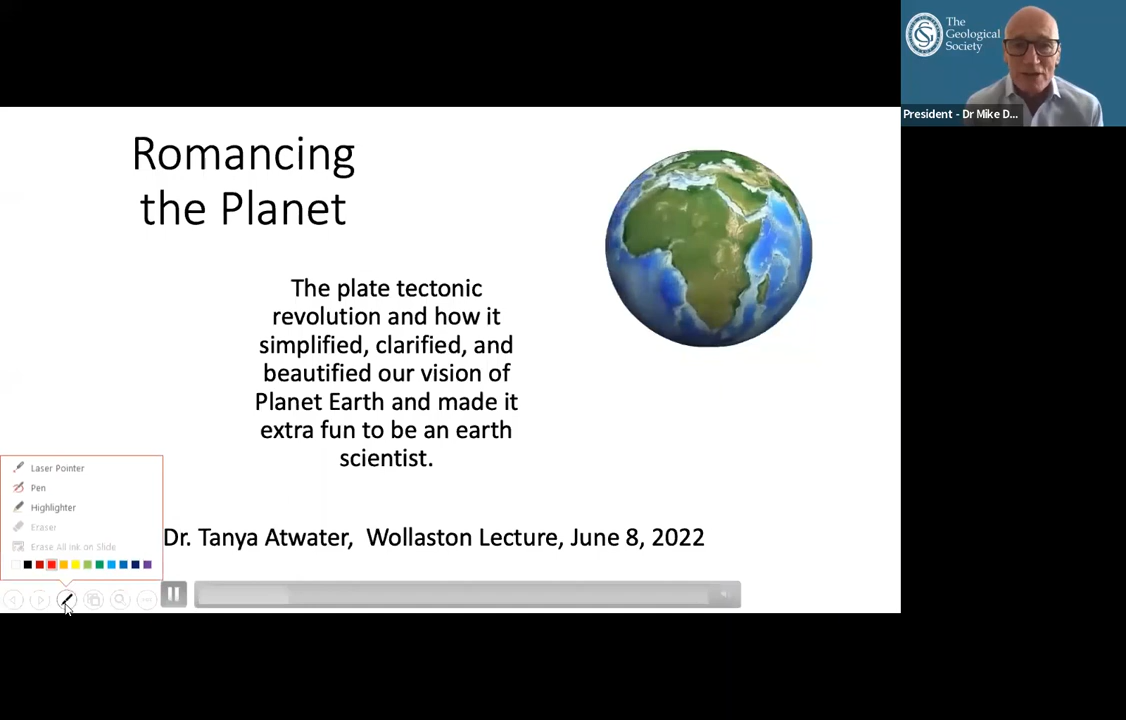 The
Geological
Society
President - Dr Mike D...
Romancing
the Planet
The plate tectonic
revolution and how it
simplified, clarified, and
beautified our vision of
Planet Earth and made it
extra fun to be an earth
scientist.
Laser Pointer
Pen
Highlighter
Eraser
Erase All Ink on Slide
Dr. Tanya Atwater,  Wollaston Lecture, June 8, 2022